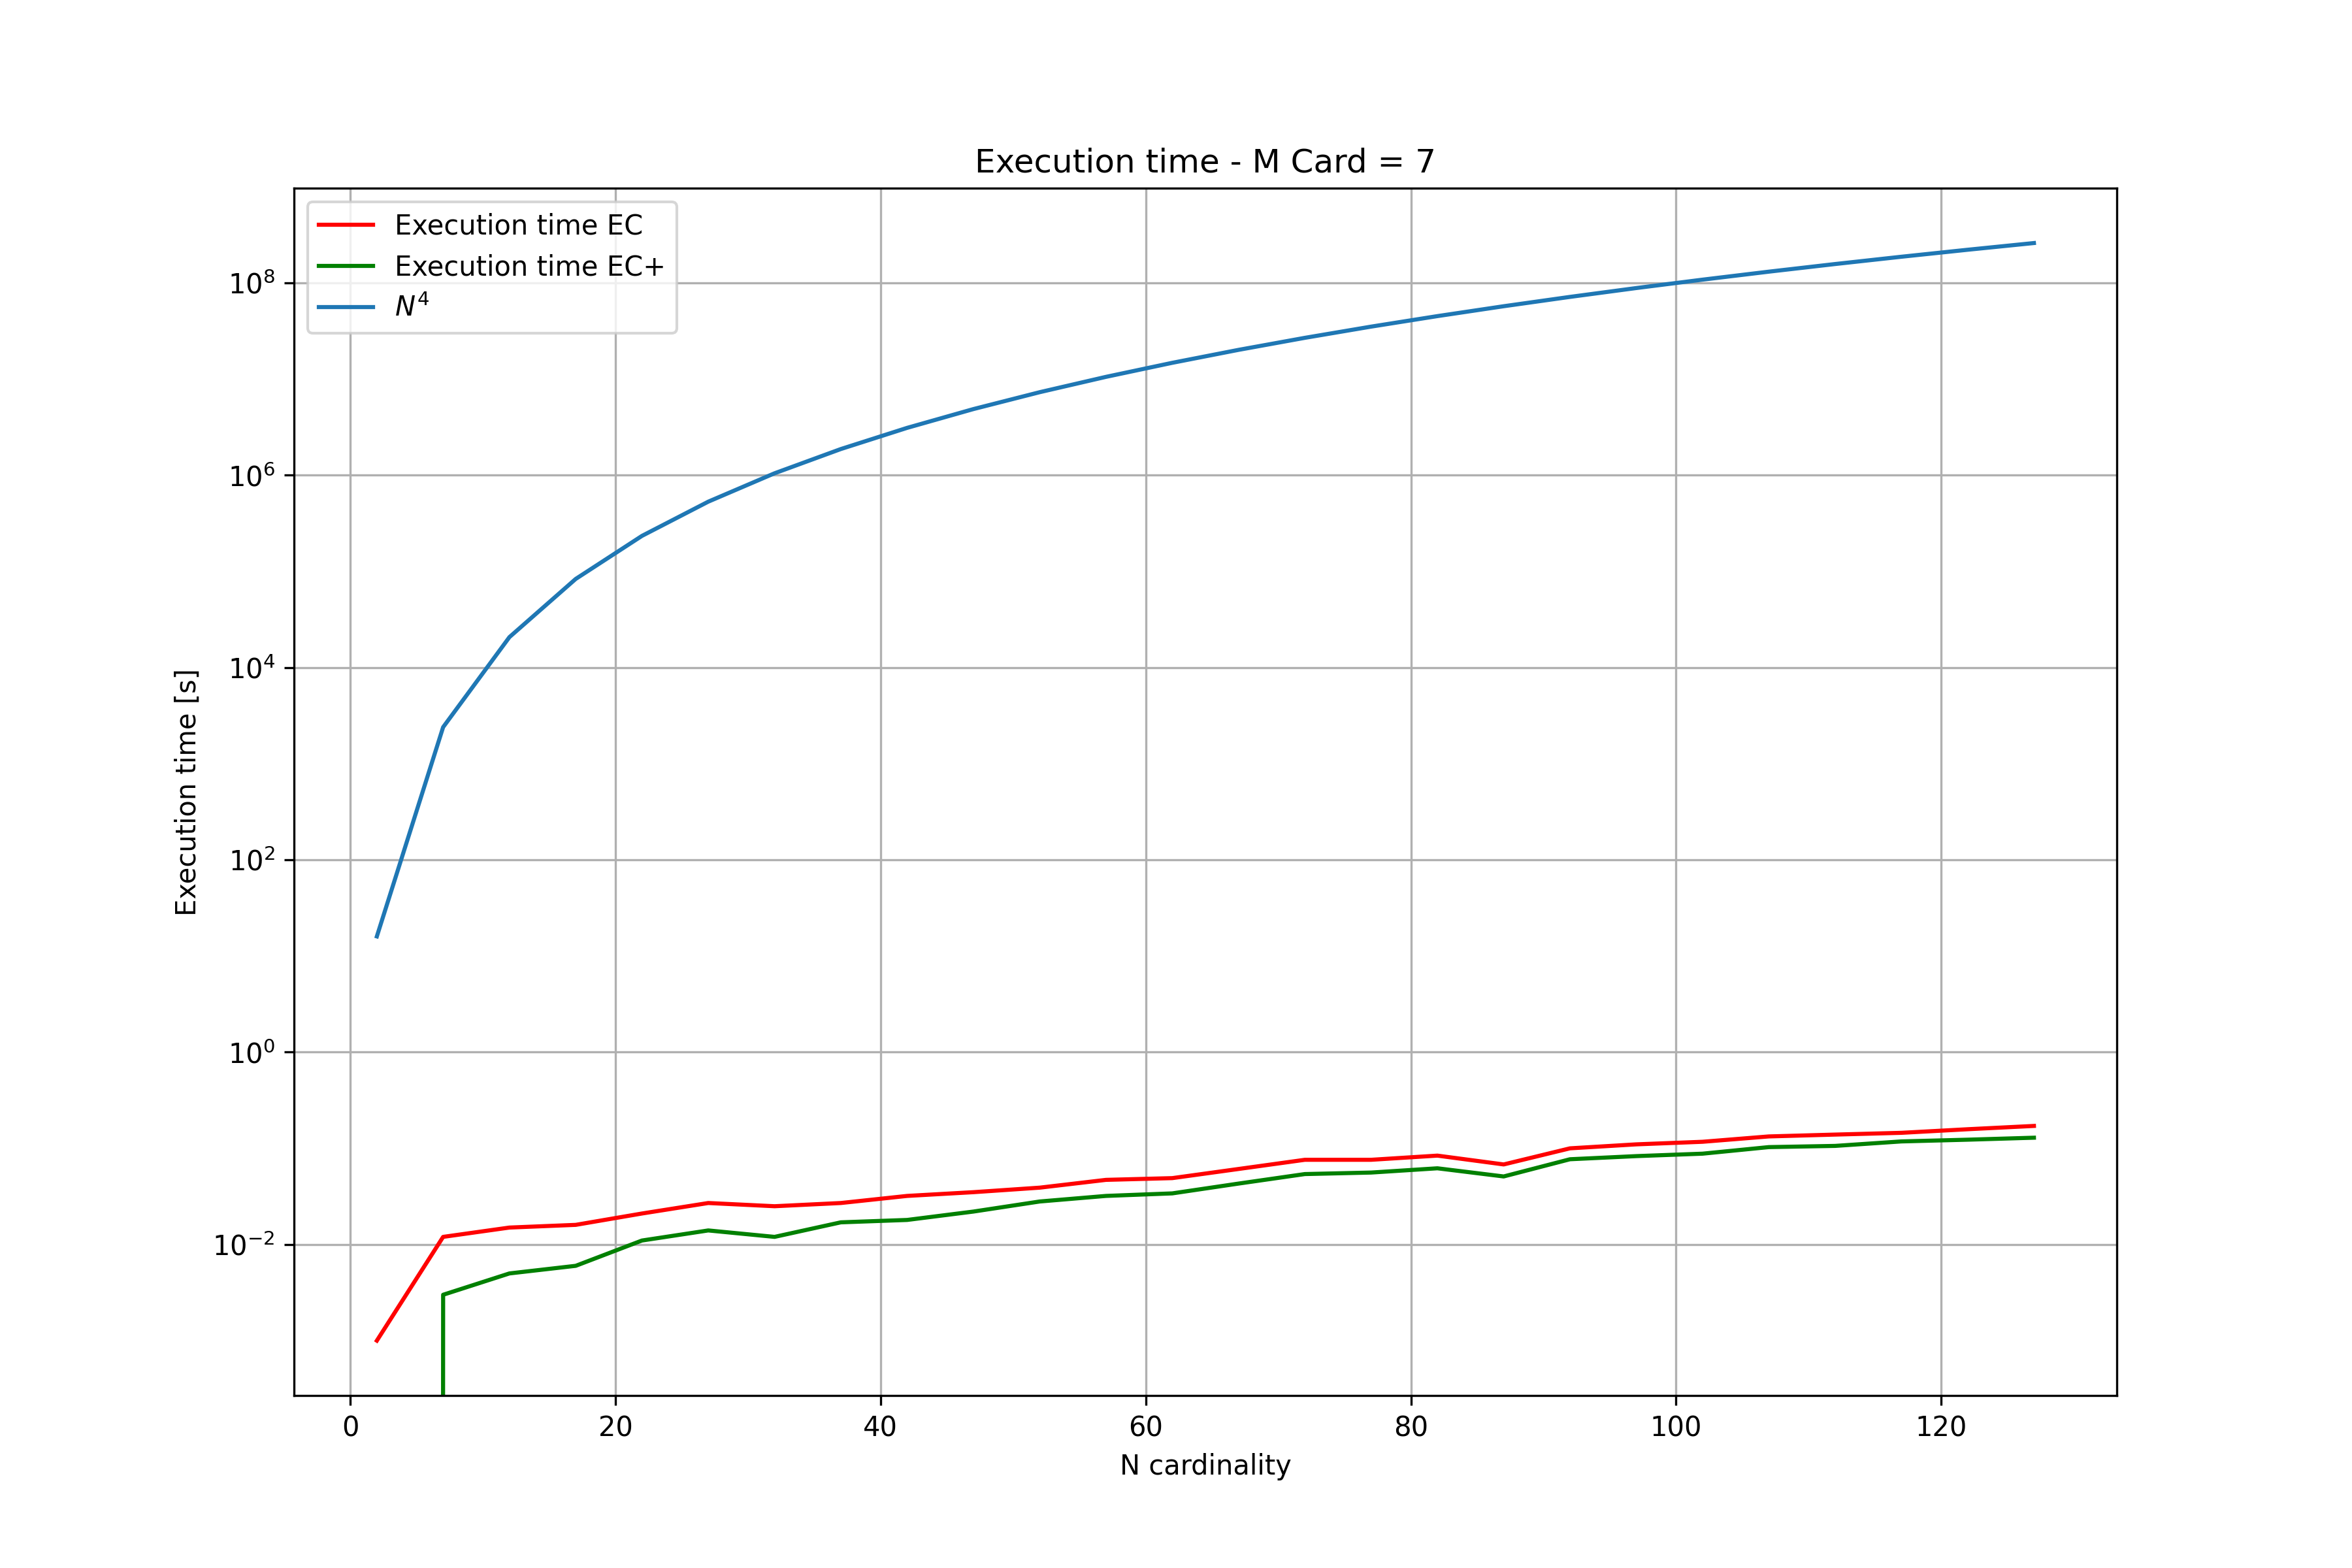 Execution time - M Card = 7
Execution time EC
Execution time EC+
N⁴
10⁸
10⁶
10⁴
10²
10⁰
10⁻²
Execution time [s]
0 20 40 60 80 100 120
N cardinality